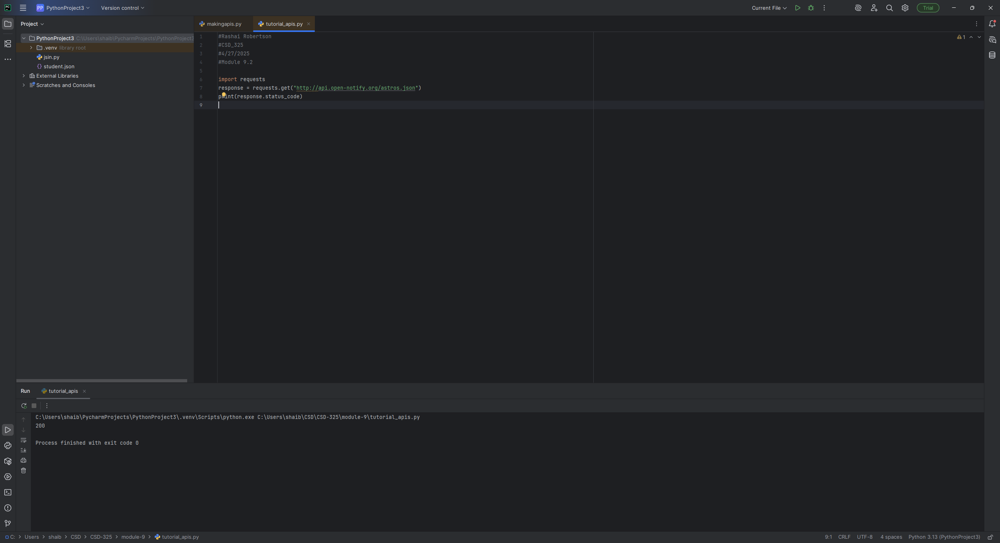 PC
PP PythonProject3
Version control
Current File
Trial
Project
makingapis.py
tutorial_apis.py
PythonProject3 C:\Users\shaib\PycharmProjects\PythonProject3
.venv library root
jsin.py
{} student.json
External Libraries
Scratches and Consoles
1
1 #Rashai Robertson
2 #CSD_325
3 #4/27/2025
4 #Module 9.2
5
6 import requests
7 response = requests.get("http://api.open-notify.org/astros.json")
8 print(response.status_code)
9
Run
tutorial_apis
C:\Users\shaib\PycharmProjects\PythonProject3\.venv\Scripts\python.exe C:\Users\shaib\CSD\CSD-325\module-9\tutorial_apis.py
200
Process finished with exit code 0
C: > Users > shaib > CSD > CSD-325 > module-9 > tutorial_apis.py
9:1 CRLF UTF-8 4 spaces Python 3.13 (PythonProject3)